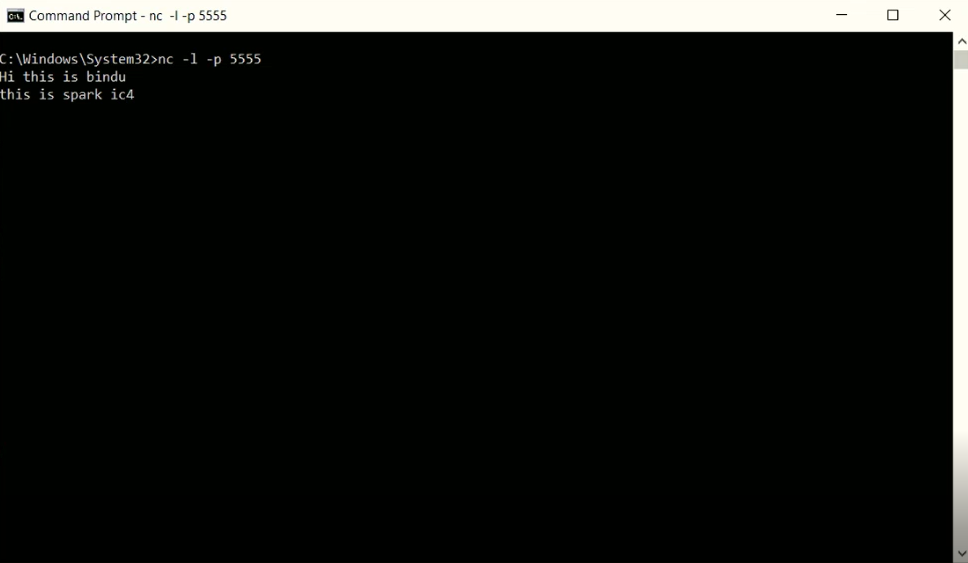 Command Prompt - nc -l -p 5555
C:\Windows\System32>nc -l -p 5555
Hi this is bindu
this is spark ic4